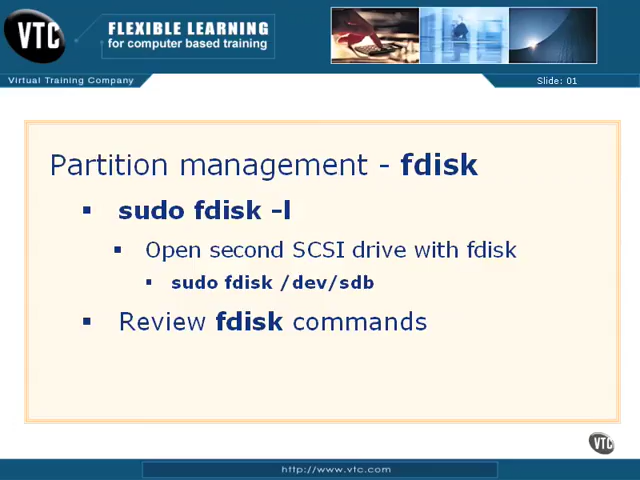 VTC
FLEXIBLE LEARNING
for computer based training
Virtual Training Company
Slide: 01
Partition management - fdisk
▪ sudo fdisk -l
▪ Open second SCSI drive with fdisk
▪ sudo fdisk /dev/sdb
▪ Review fdisk commands
VTC
http://www.vtc.com